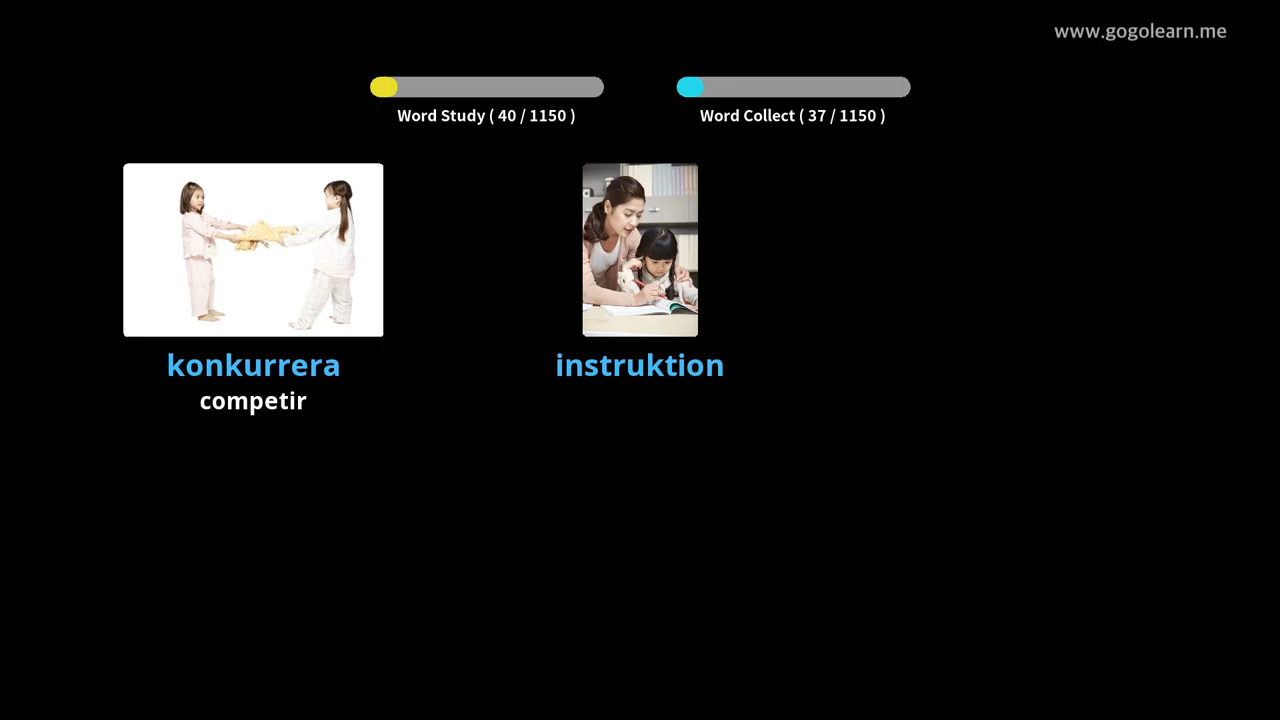 www.gogolearn.me
Word Study ( 40 / 1150 )
Word Collect ( 37 / 1150 )
konkurrera
competir
instruktion